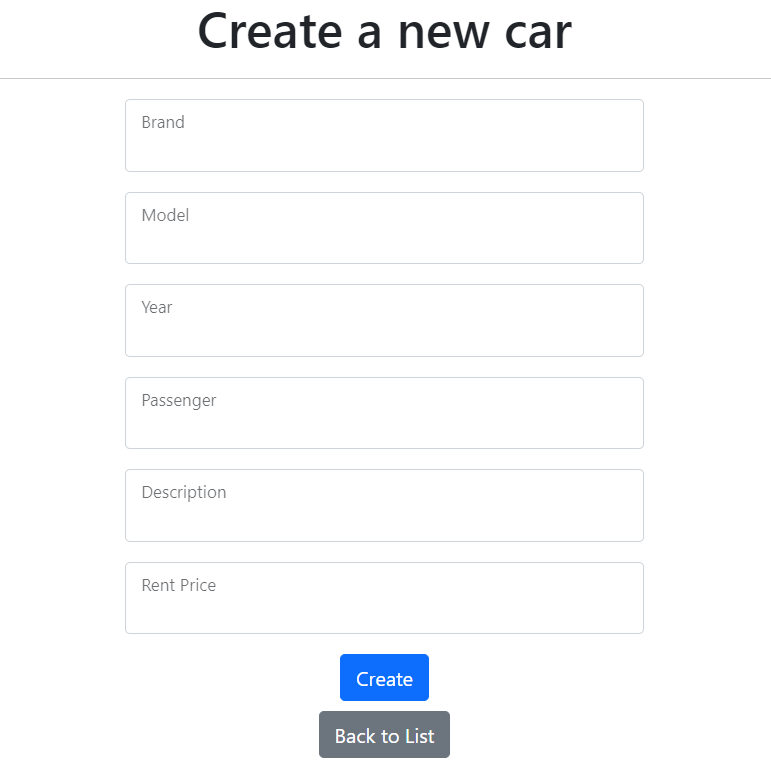 Create a new car
Brand
Model
Year
Passenger
Description
Rent Price
Create
Back to List